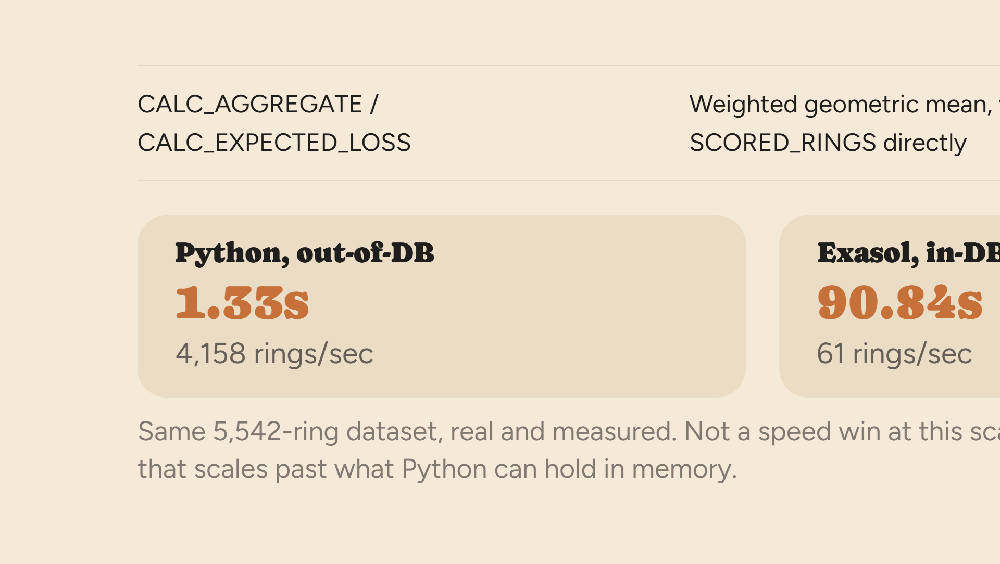 CALC_AGGREGATE /
CALC_EXPECTED_LOSS
Weighted geometric mean,
SCORED_RINGS directly
Python, out-of-DB
1.33s
4,158 rings/sec
Exasol, in-DB
90.84s
61 rings/sec
Same 5,542-ring dataset, real and measured. Not a speed win at this
that scales past what Python can hold in memory.